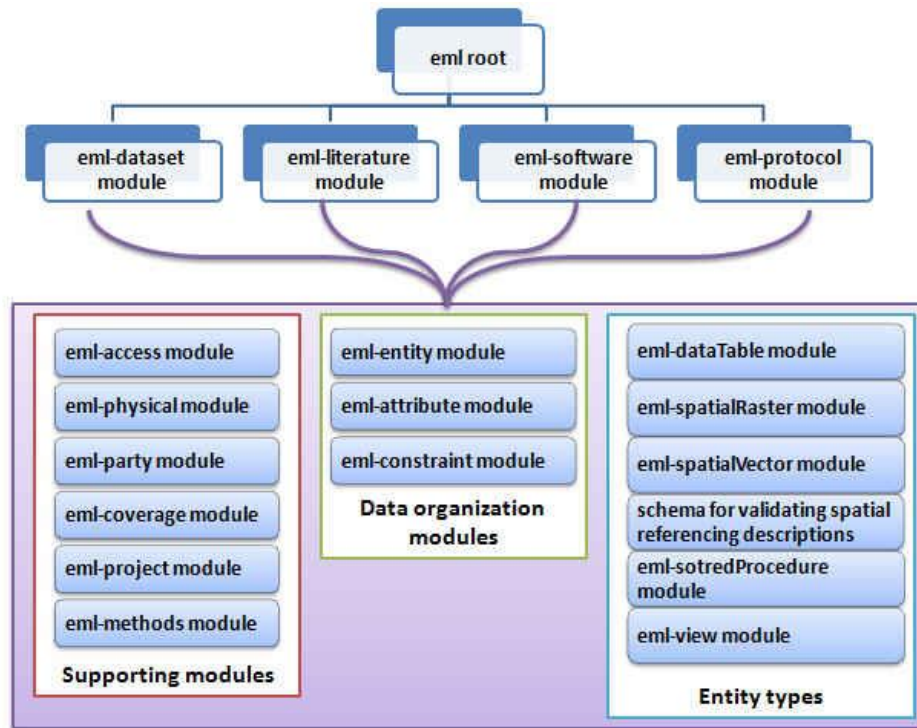 eml root
eml-dataset
module
eml-literature
module
eml-software
module
eml-protocol
module
eml-access module
eml-physical module
eml-party module
eml-coverage module
eml-project module
eml-methods module
Supporting modules
eml-entity module
eml-attribute module
eml-constraint module
Data organization
modules
eml-dataTable module
eml-spatialRaster module
eml-spatialVector module
schema for validating spatial
referencing descriptions
eml-sotredProcedure
module
eml-view module
Entity types